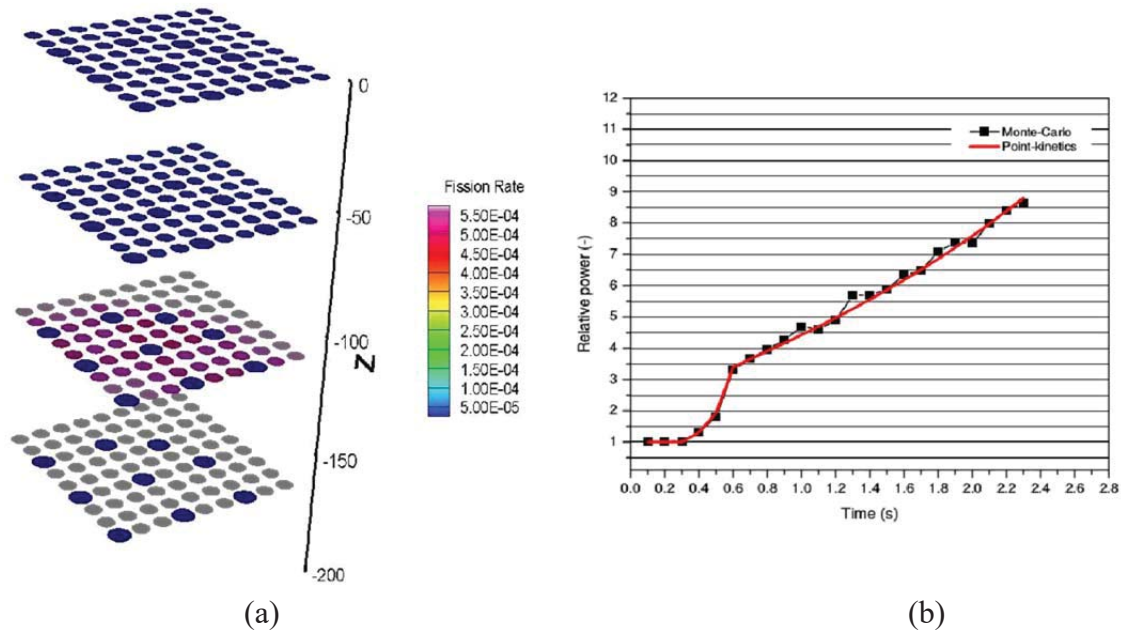 0
-50
-100
Z
-150
-200
Fission Rate
5.50E-04
5.00E-04
4.50E-04
4.00E-04
3.50E-04
3.00E-04
2.50E-04
2.00E-04
1.50E-04
1.00E-04
5.00E-05
(a)
12
11
10
9
8
7
6
5
4
3
2
1
Relative power (-)
Monte-Carlo
Point-kinetics
0.0 0.2 0.4 0.6 0.8 1.0 1.2 1.4 1.6 1.8 2.0 2.2 2.4 2.6 2.8
Time (s)
(b)